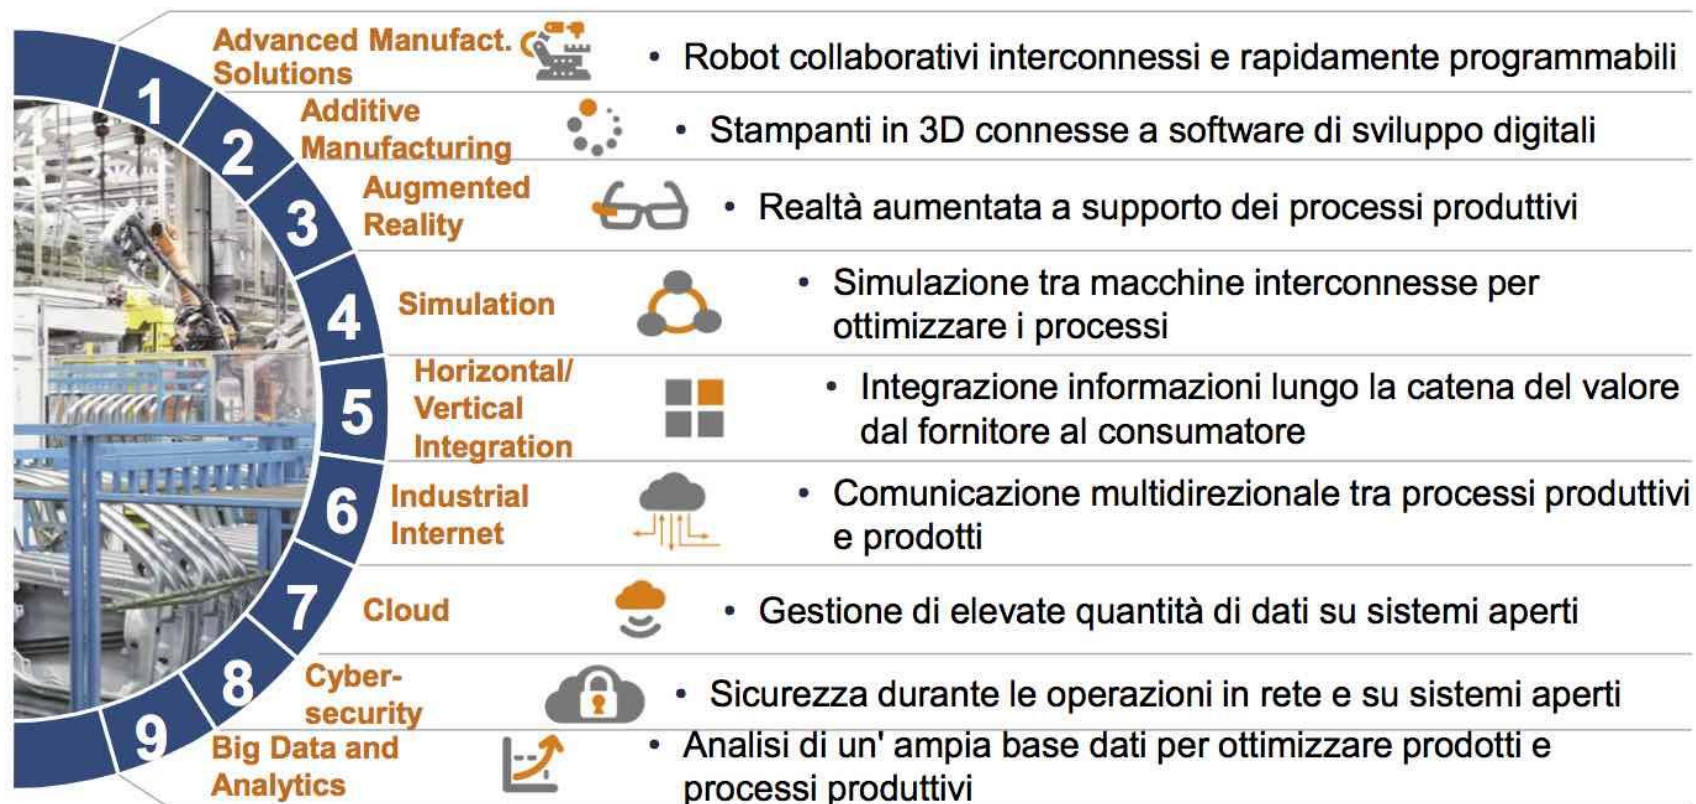 1
Advanced Manufact.
Solutions
• Robot collaborativi interconnessi e rapidamente programmabili
2
Additive
Manufacturing
• Stampanti in 3D connesse a software di sviluppo digitali
3
Augmented
Reality
• Realtà aumentata a supporto dei processi produttivi
4
Simulation
• Simulazione tra macchine interconnesse per
ottimizzare i processi
5
Horizontal/
Vertical
Integration
• Integrazione informazioni lungo la catena del valore
dal fornitore al consumatore
6
Industrial
Internet
• Comunicazione multidirezionale tra processi produttivi
e prodotti
7
Cloud
• Gestione di elevate quantità di dati su sistemi aperti
8
Cyber-
security
• Sicurezza durante le operazioni in rete e su sistemi aperti
9
Big Data and
Analytics
• Analisi di un' ampia base dati per ottimizzare prodotti e
processi produttivi